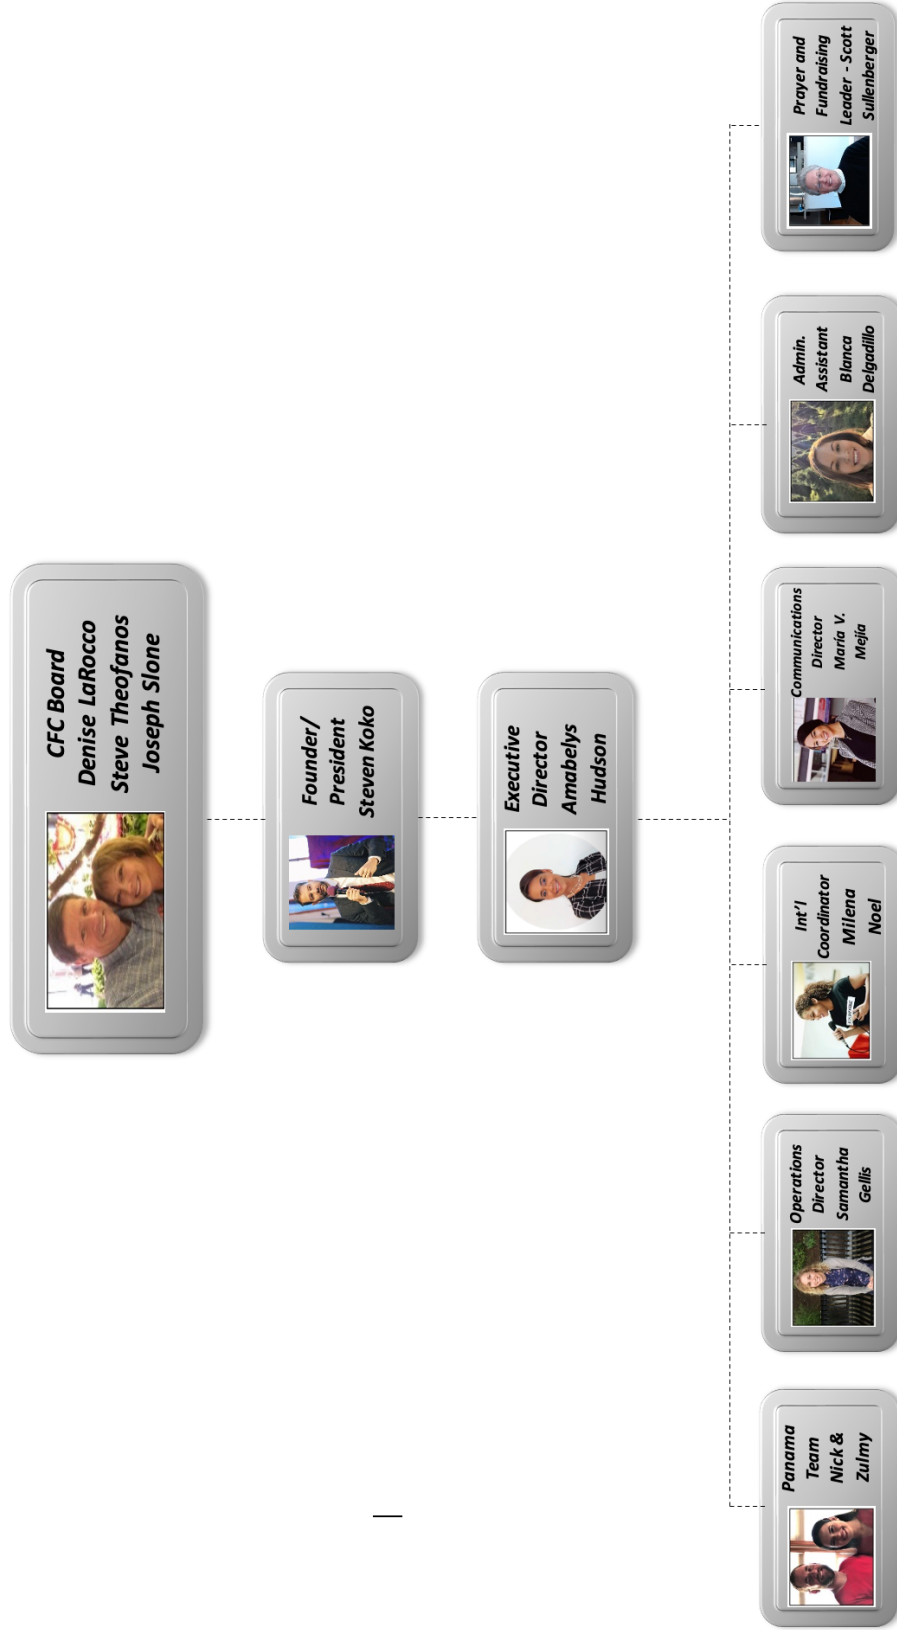 CFC Board
Denise LaRocco
Steve Theofanos
Joseph Slone
Founder/
President
Steven Koko
Executive
Director
Amabelys
Hudson
Panama
Team
Nick &
Zulmy
Operations
Director
Samantha
Gellis
Int'l
Coordinator
Milena
Noel
Communications
Director
María V.
Mejía
Admin.
Assistant
Blanca
Delgadillo
Prayer and
Fundraising
Leader - Scott
Sullenberger